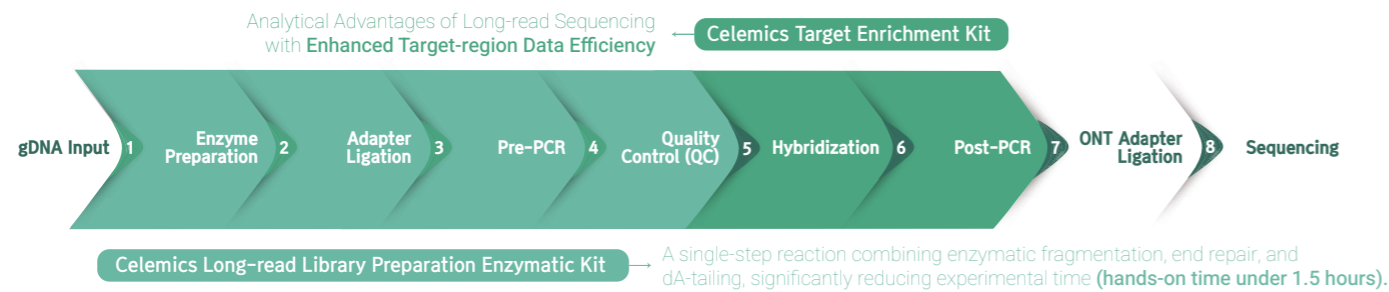 Analytical Advantages of Long-read Sequencing
with Enhanced Target-region Data Efficiency
Celemics Target Enrichment Kit
gDNA Input
1
Enzyme
Preparation
2
Adapter
Ligation
3
Pre-PCR
4
Quality
Control (QC)
5
Hybridization
6
Post-PCR
7
ONT Adapter
Ligation
8
Sequencing
Celemics Long-read Library Preparation Enzymatic Kit
A single-step reaction combining enzymatic fragmentation, end repair, and
dA-tailing, significantly reducing experimental time (hands-on time under 1.5 hours).